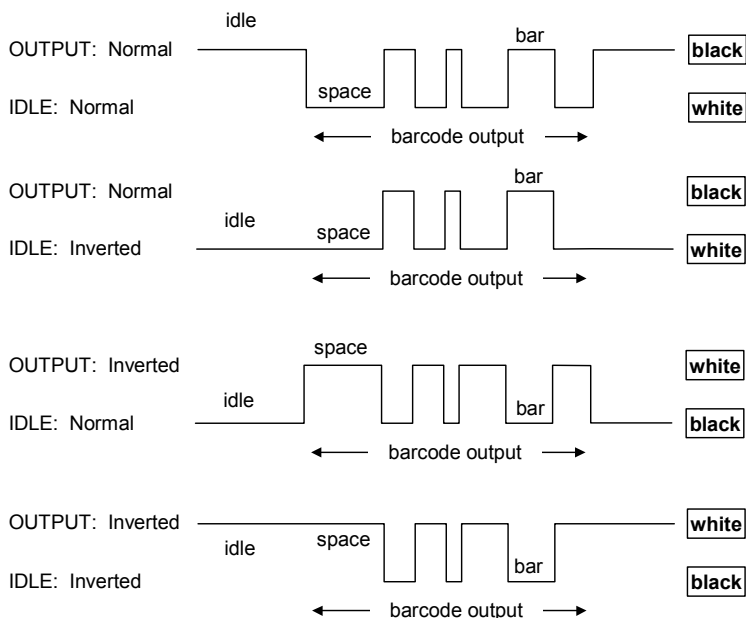 idle
OUTPUT: Normal bar black
space
IDLE: Normal white
barcode output
OUTPUT: Normal bar black
idle space
IDLE: Inverted white
barcode output
space
OUTPUT: Inverted white
idle
IDLE: Normal bar black
barcode output
OUTPUT: Inverted white
idle space bar
IDLE: Inverted black
barcode output